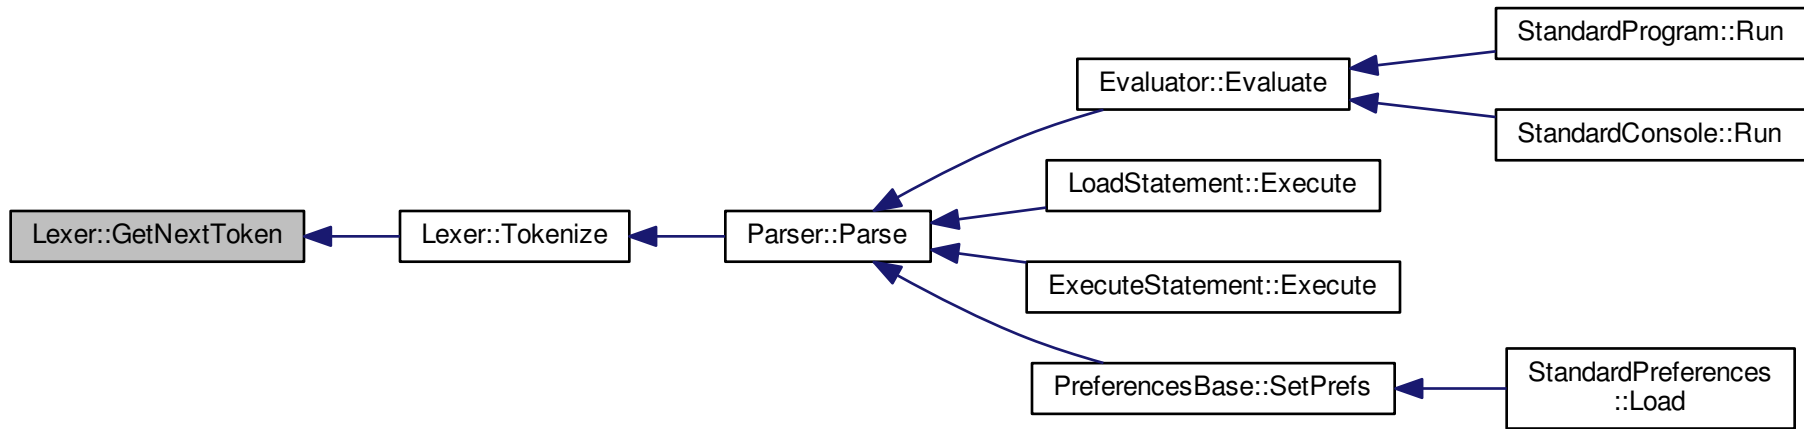 StandardProgram::Run
Evaluator::Evaluate
StandardConsole::Run
LoadStatement::Execute
Lexer::GetNextToken
Lexer::Tokenize
Parser::Parse
ExecuteStatement::Execute
PreferencesBase::SetPrefs
StandardPreferences
::Load